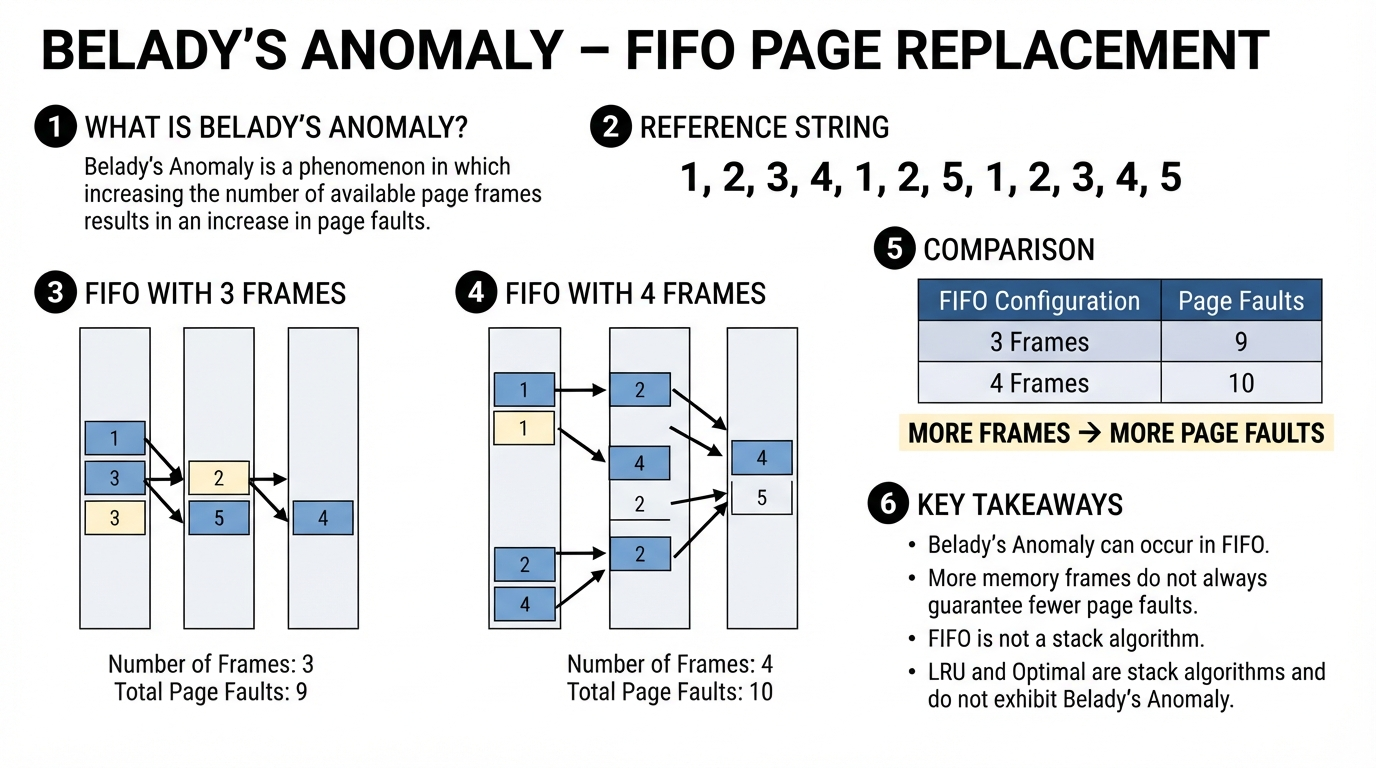 BELADY’S ANOMALY – FIFO PAGE REPLACEMENT
1 WHAT IS BELADY’S ANOMALY?
Belady’s Anomaly is a phenomenon in which
increasing the number of available page frames
results in an increase in page faults.
2 REFERENCE STRING
1, 2, 3, 4, 1, 2, 5, 1, 2, 3, 4, 5
3 FIFO WITH 3 FRAMES
1
3 2
3 5 4
Number of Frames: 3
Total Page Faults: 9
4 FIFO WITH 4 FRAMES
1 2
1
4 4
2 5
2 2
4
Number of Frames: 4
Total Page Faults: 10
5 COMPARISON
FIFO Configuration Page Faults
3 Frames 9
4 Frames 10
MORE FRAMES → MORE PAGE FAULTS
6 KEY TAKEAWAYS
• Belady’s Anomaly can occur in FIFO.
• More memory frames do not always
guarantee fewer page faults.
• FIFO is not a stack algorithm.
• LRU and Optimal are stack algorithms and
do not exhibit Belady’s Anomaly.